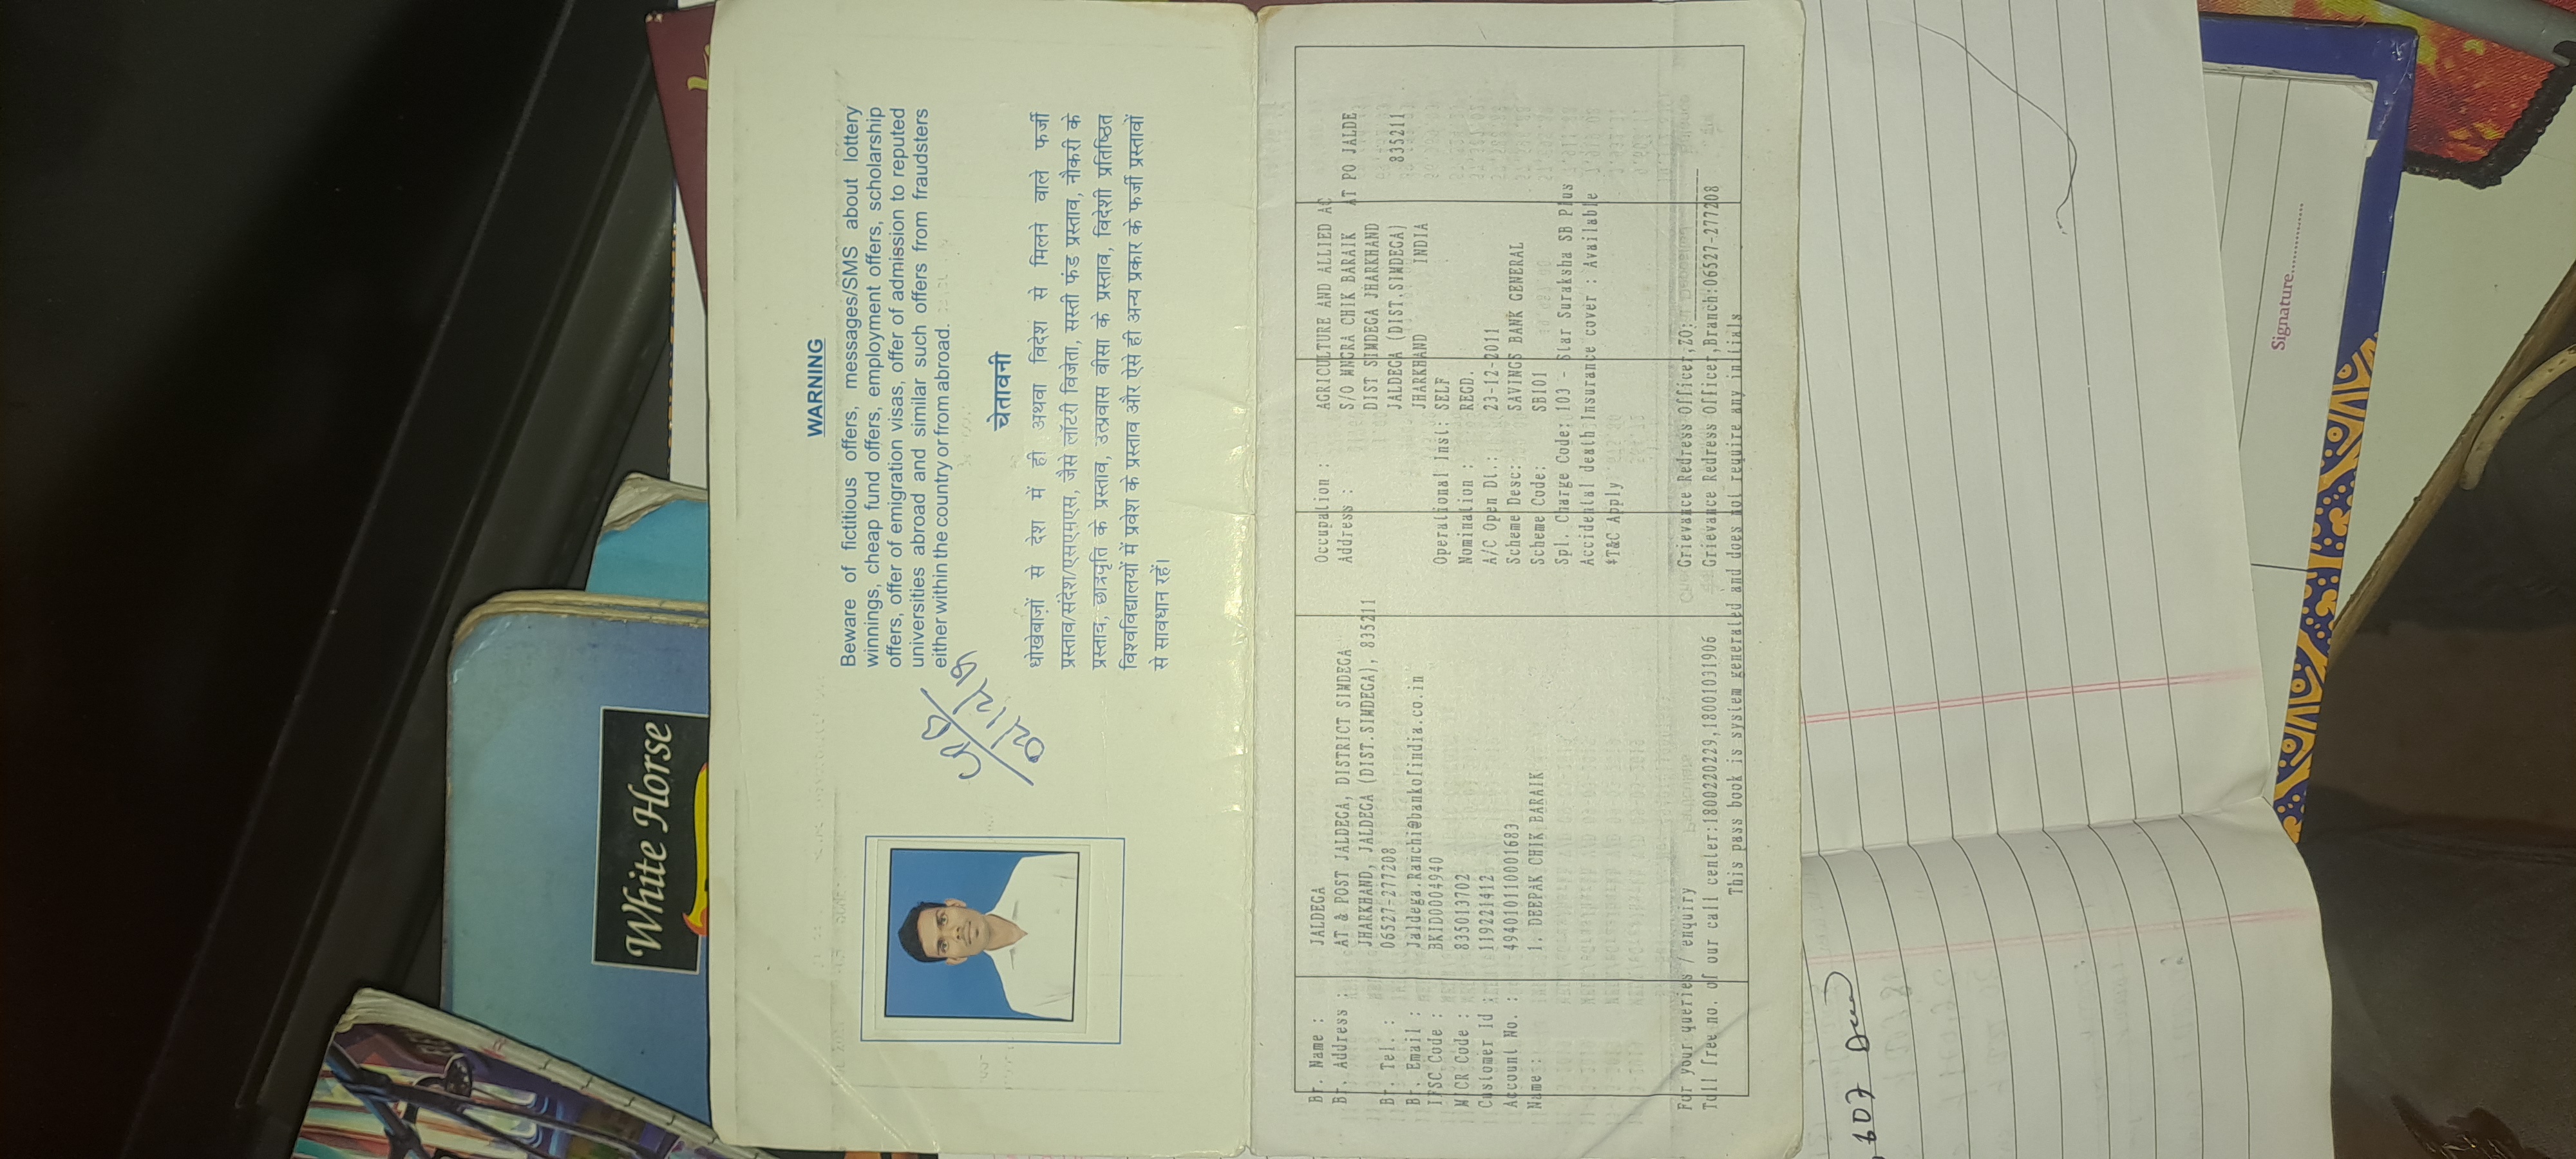 WARNING
Beware of fictitious offers, messages/SMS about lottery
winnings, cheap fund offers, employment offers, scholarship
offers, offer of emigration visas, offer of admission to reputed
universities abroad and similar such offers from fraudsters
either within the country or from abroad.
चेतावनी
धोखेबाज़ों से देश में ही अथवा विदेश से मिलने वाले फर्जी
प्रस्ताव/संदेश/एसएमएस, जैसे लॉटरी विजेता, सस्ती फंड प्रस्ताव, नौकरी के
प्रस्ताव, छात्रवृति के प्रस्ताव, उत्प्रवास वीसा के प्रस्ताव, विदेशी प्रतिष्ठित
विश्वविद्यालयों में प्रवेश के प्रस्ताव और ऐसे ही अन्य प्रकार के फर्जी प्रस्तावों
से सावधान रहें।
Br. Name : JALDEGA
Br. Address : AT & POST JALDEGA, DISTRICT SIMDEGA
JHARKHAND, JALDEGA (DIST.SIMDEGA), 835211
Br. Tel. : 06527-277208
Br. Email : Jaldega.Ranchi@bankofindia.co.in
IFSC Code : BKID0004940
MICR Code : 835013702
Customer Id : 119221412
Account No. : 494010110001683
Name : 1. DEEPAK CHIK BARAIK
Occupation : AGRICULTURE AND ALLIED AC
Address : S/O MNGRA CHIK BARAIK AT PO JALDE
DIST SIMDEGA JHARKHAND
JALDEGA (DIST.SIMDEGA) 835211
JHARKHAND INDIA
Operational Inst: SELF
Nomination : REGD.
A/C Open Dt.: 23-12-2011
Scheme Desc: SAVINGS BANK GENERAL
Scheme Code: SB101
Spl. Charge Code: 103 - Star Suraksha SB Plus
Accidental death Insurance cover : Available
*T&C Apply
For your queries / enquiry Grievance Redress Officer,ZO:
Toll free no. of our call center:1800220229,18001031906 Grievance Redress Officer,Branch:06527-277208
This pass book is system generated and does not require any initials
White Horse
Signature